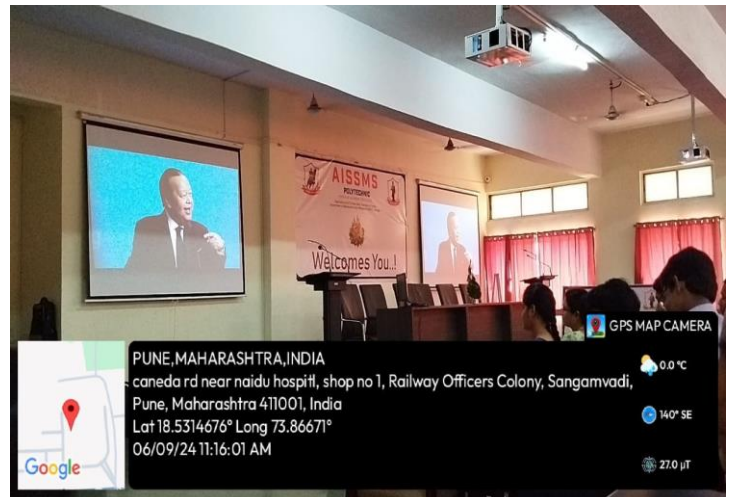 AISSMS
POLYTECHNIC
Welcomes You..!
GPS MAP CAMERA
PUNE,MAHARASHTRA,INDIA
caneda rd near naidu hospitl, shop no 1, Railway Officers Colony, Sangamvadi,
Pune, Maharashtra 411001, India
Lat 18.5314676° Long 73.86671°
06/09/24 11:16:01 AM
0.0 °C
140° SE
27.0 µT
Google